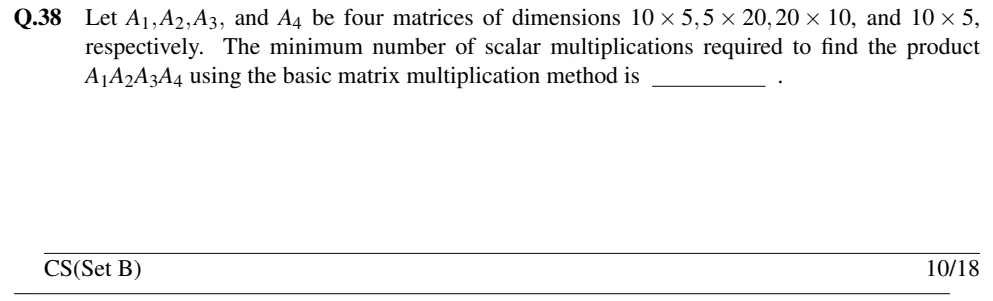 Q.38 Let A₁,A₂,A₃, and A₄ be four matrices of dimensions 10 × 5, 5 × 20, 20 × 10, and 10 × 5,
respectively. The minimum number of scalar multiplications required to find the product
A₁A₂A₃A₄ using the basic matrix multiplication method is __________ .
CS(Set B) 10/18